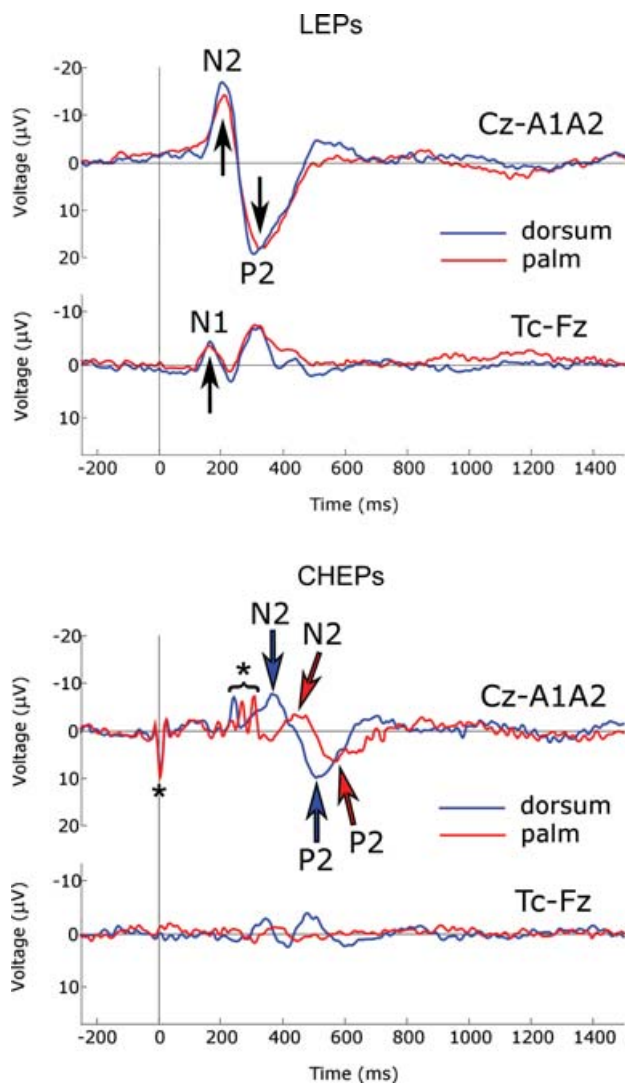 LEPs
N2
Cz-A1A2
P2
dorsum
palm
Voltage (µV)
-20
-10
0
10
20
N1
Tc-Fz
Voltage (µV)
-10
0
10
-200 0 200 400 600 800 1000 1200 1400
Time (ms)
CHEPs
N2
N2
*
Cz-A1A2
*
P2
P2
dorsum
palm
Voltage (µV)
-20
-10
0
10
20
Tc-Fz
Voltage (µV)
-10
0
10
-200 0 200 400 600 800 1000 1200 1400
Time (ms)